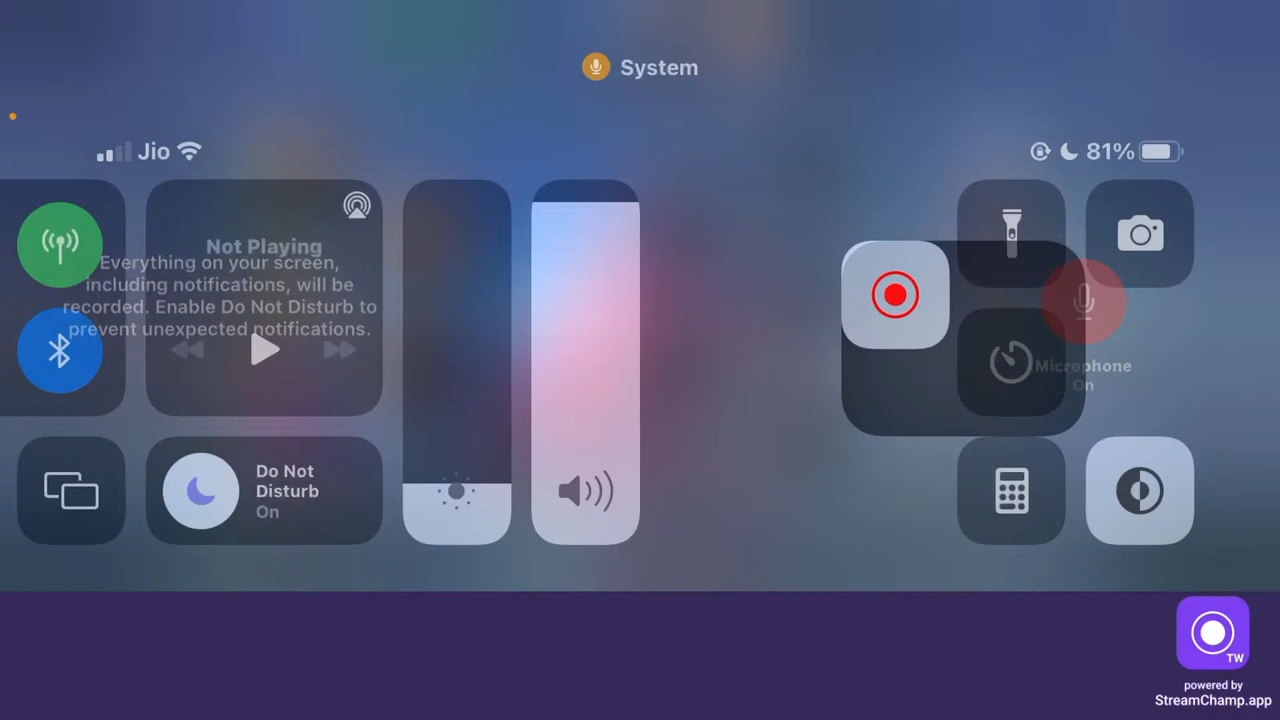 System
Jio
81%
Not Playing
Everything on your screen,
including notifications, will be
recorded. Enable Do Not Disturb to
prevent unexpected notifications.
Microphone
On
Do Not
Disturb
On
TW
powered by
StreamChamp.app